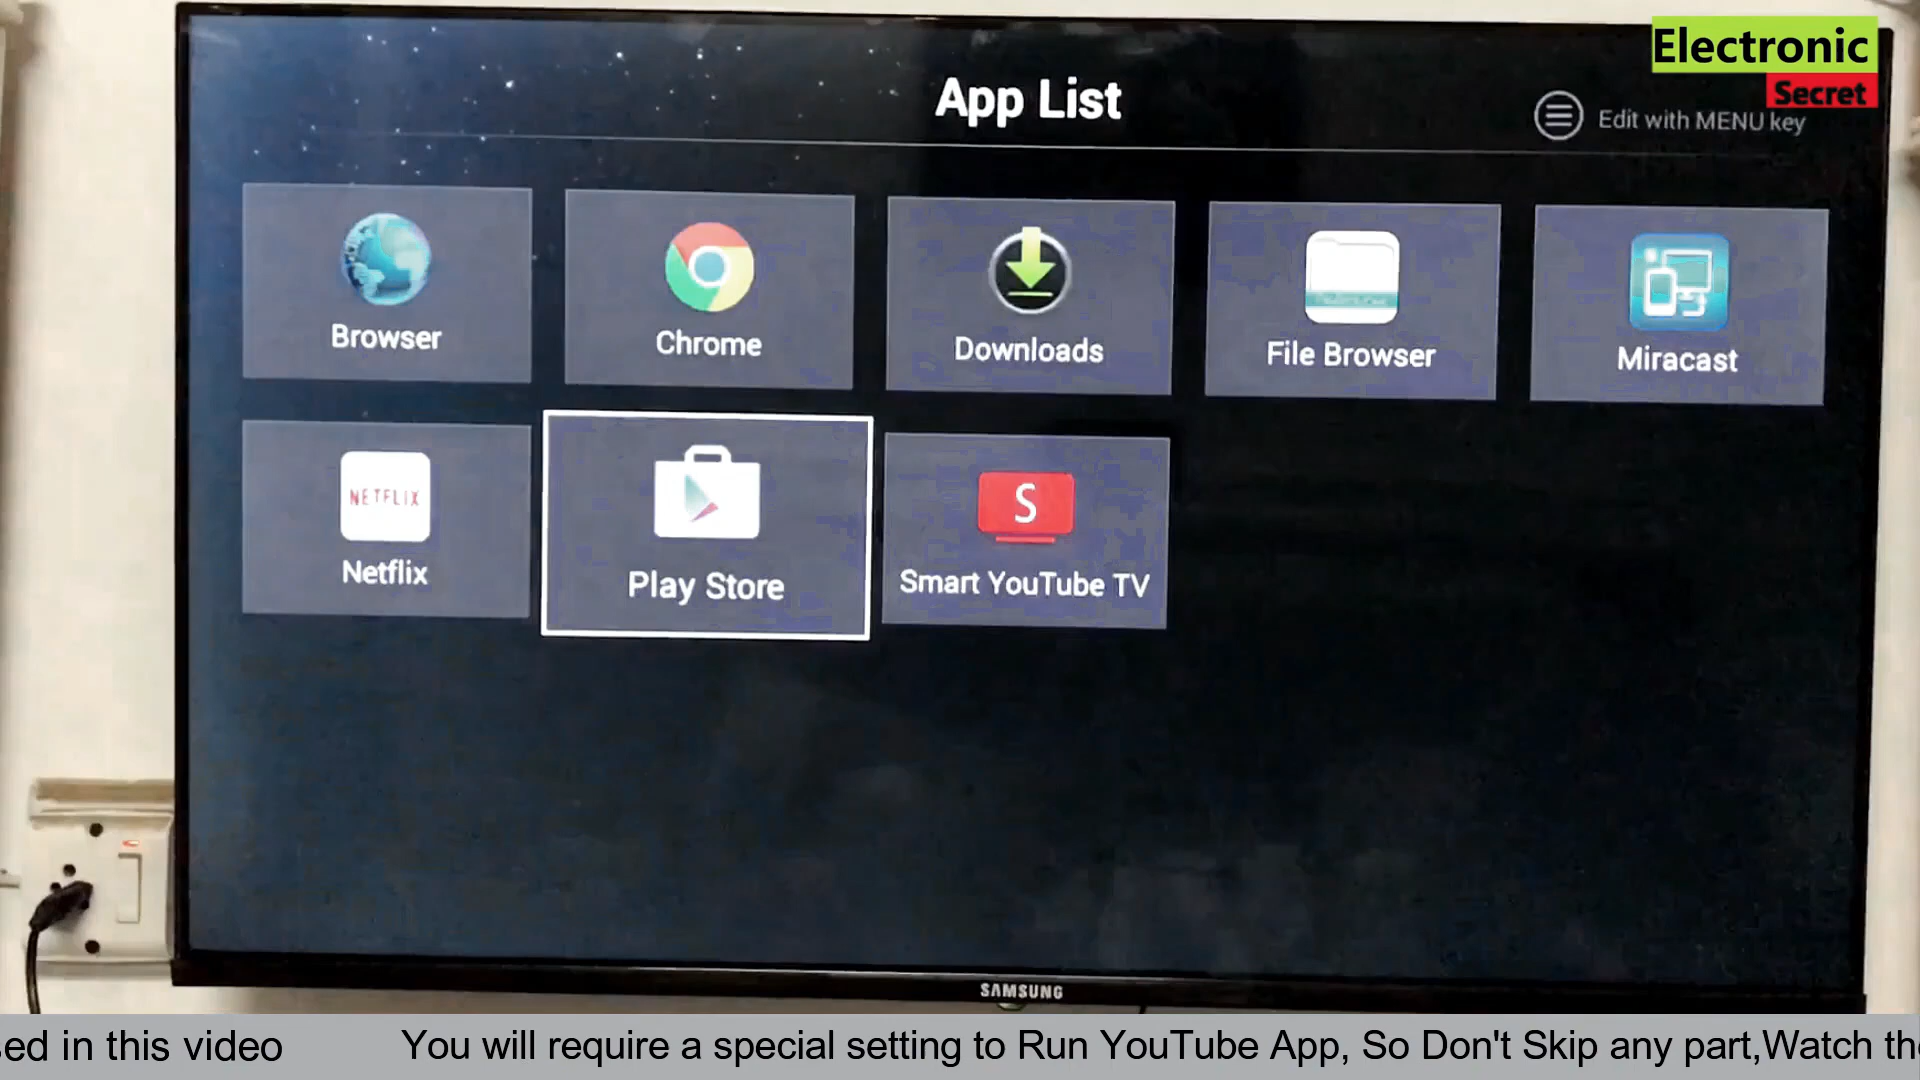 Electronic
Secret
App List
Edit with MENU key
Browser
Chrome
Downloads
File Browser
Miracast
NETFLIX
Netflix
Play Store
S
Smart YouTube TV
SAMSUNG
ed in this video You will require a special setting to Run YouTube App, So Don't Skip any part,Watch th